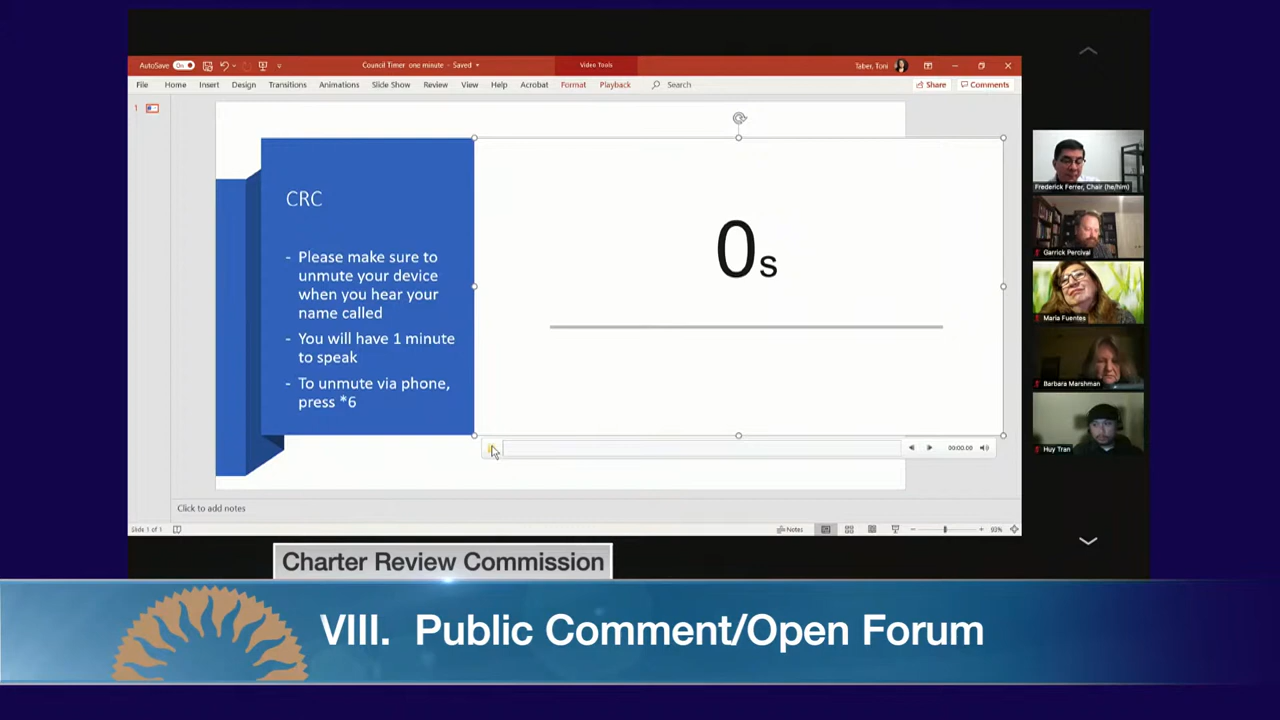 AutoSave On
Council Timer one minute - Saved
Video Tools
Taber, Toni
File Home Insert Design Transitions Animations Slide Show Review View Help Acrobat Format Playback Search Share Comments
1
CRC
- Please make sure to
unmute your device
when you hear your
name called
- You will have 1 minute
to speak
- To unmute via phone,
press *6
0s
00:00.00
Click to add notes
Slide 1 of 1
Notes
93%
Frederick Ferrer, Chair (he/him)
Garrick Percival
Maria Fuentes
Barbara Marshman
Huy Tran
Charter Review Commission
VIII. Public Comment/Open Forum